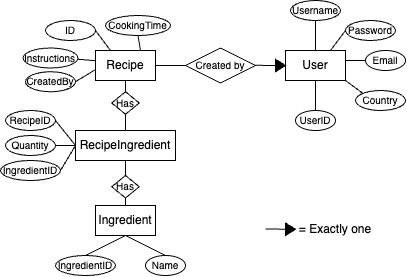 Username
CookingTime
ID
Password
Instructions
Recipe
Created by
User
Email
CreatedBy
Country
Has
RecipeID
UserID
Quantity
RecipeIngredient
IngredientID
Has
Ingredient
= Exactly one
IngredientID
Name